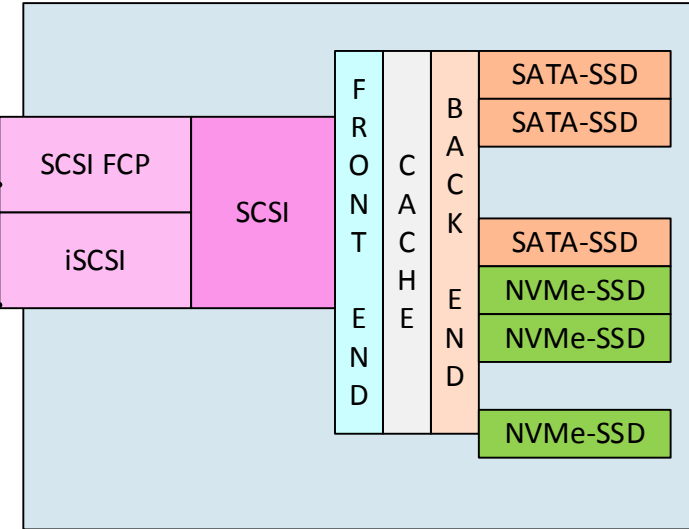 SCSI FCP
iSCSI
SCSI
FRONT END
CACHE
BACK END
SATA-SSD
SATA-SSD
SATA-SSD
NVMe-SSD
NVMe-SSD
NVMe-SSD